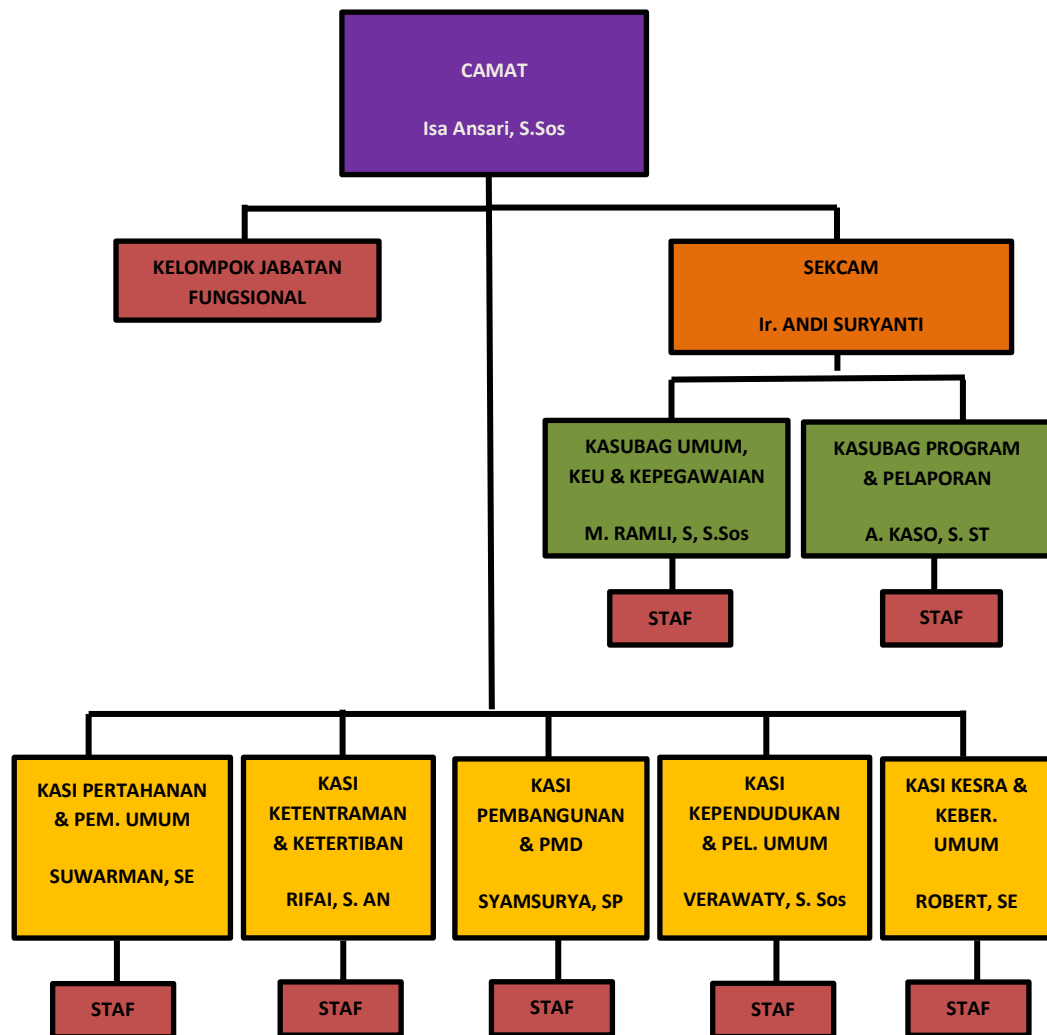 CAMAT
Isa Ansari, S.Sos
KELOMPOK JABATAN
FUNGSIONAL
SEKCAM
Ir. ANDI SURYANTI
KASUBAG UMUM,
KEU & KEPEGAWAIAN
M. RAMLI, S, S.Sos
KASUBAG PROGRAM
& PELAPORAN
A. KASO, S. ST
STAF
STAF
KASI PERTAHANAN
& PEM. UMUM
SUWARMAN, SE
KASI
KETENTRAMAN
& KETERTIBAN
RIFAI, S. AN
KASI
PEMBANGUNAN
& PMD
SYAMSURYA, SP
KASI
KEPENDUDUKAN
& PEL. UMUM
VERAWATY, S. Sos
KASI KESRA &
KEBER.
UMUM
ROBERT, SE
STAF
STAF
STAF
STAF
STAF